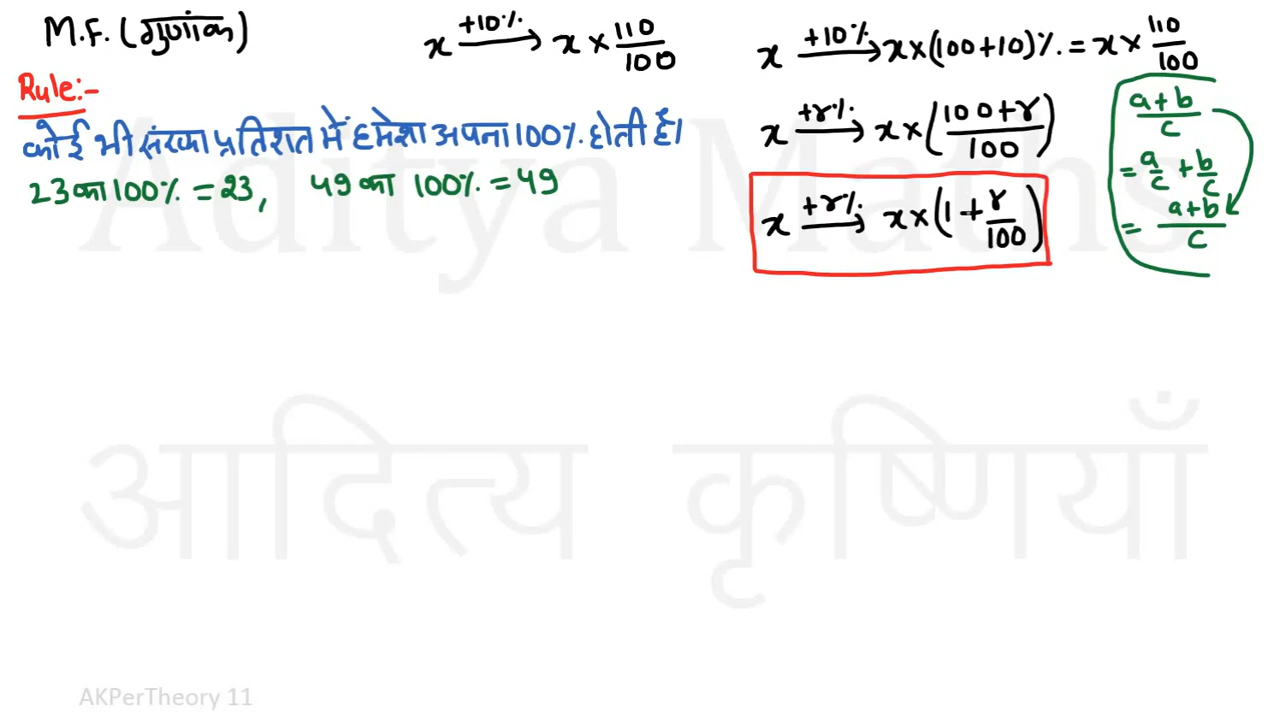 M.F. (गुणांक)
x +10% → x × 110/100
Rule:-
कोई भी संख्या प्रतिशत में हमेशा अपना 100% होती है।
23 का 100% = 23, 49 का 100% = 49
x +10% → x × (100+10)% = x × 110/100
x +r% → x × (100+r/100)
x +r% → x × (1 + r/100)
a+b/c
= a/c + b/c
= a+b/c
Aditya Maths
आदित्य कृष्णियाँ
AKPerTheory 11